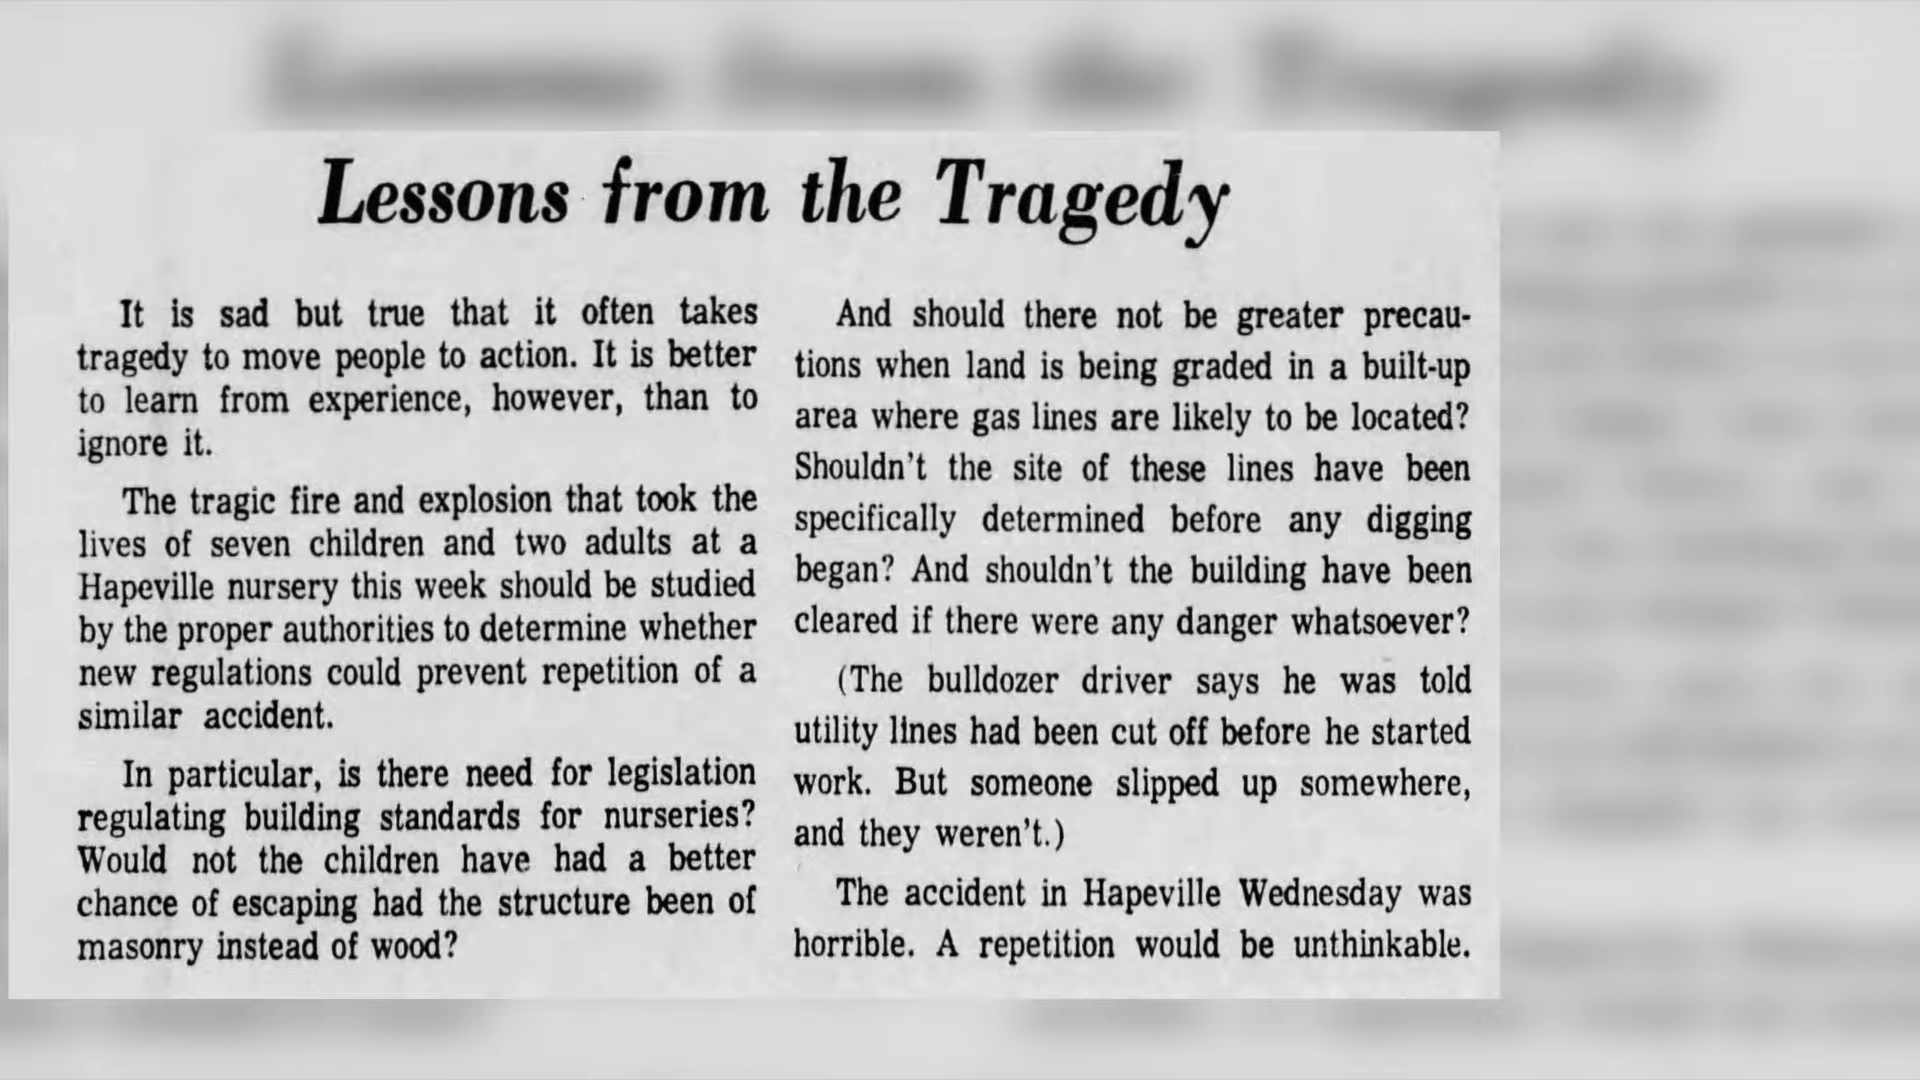 Lessons from the Tragedy
It is sad but true that it often takes
tragedy to move people to action. It is better
to learn from experience, however, than to
ignore it.
The tragic fire and explosion that took the
lives of seven children and two adults at a
Hapeville nursery this week should be studied
by the proper authorities to determine whether
new regulations could prevent repetition of a
similar accident.
In particular, is there need for legislation
regulating building standards for nurseries?
Would not the children have had a better
chance of escaping had the structure been of
masonry instead of wood?
And should there not be greater precau-
tions when land is being graded in a built-up
area where gas lines are likely to be located?
Shouldn't the site of these lines have been
specifically determined before any digging
began? And shouldn't the building have been
cleared if there were any danger whatsoever?
(The bulldozer driver says he was told
utility lines had been cut off before he started
work. But someone slipped up somewhere,
and they weren't.)
The accident in Hapeville Wednesday was
horrible. A repetition would be unthinkable.